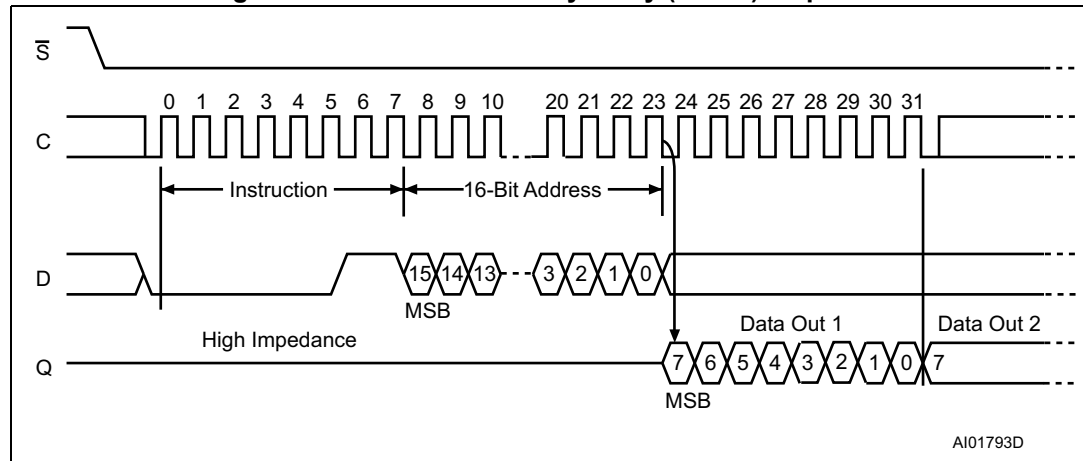 S
0 1 2 3 4 5 6 7 8 9 10 20 21 22 23 24 25 26 27 28 29 30 31
C
Instruction 16-Bit Address
D 15 14 13 3 2 1 0
MSB
Data Out 1 Data Out 2
High Impedance
Q 7 6 5 4 3 2 1 0 7
MSB
AI01793D